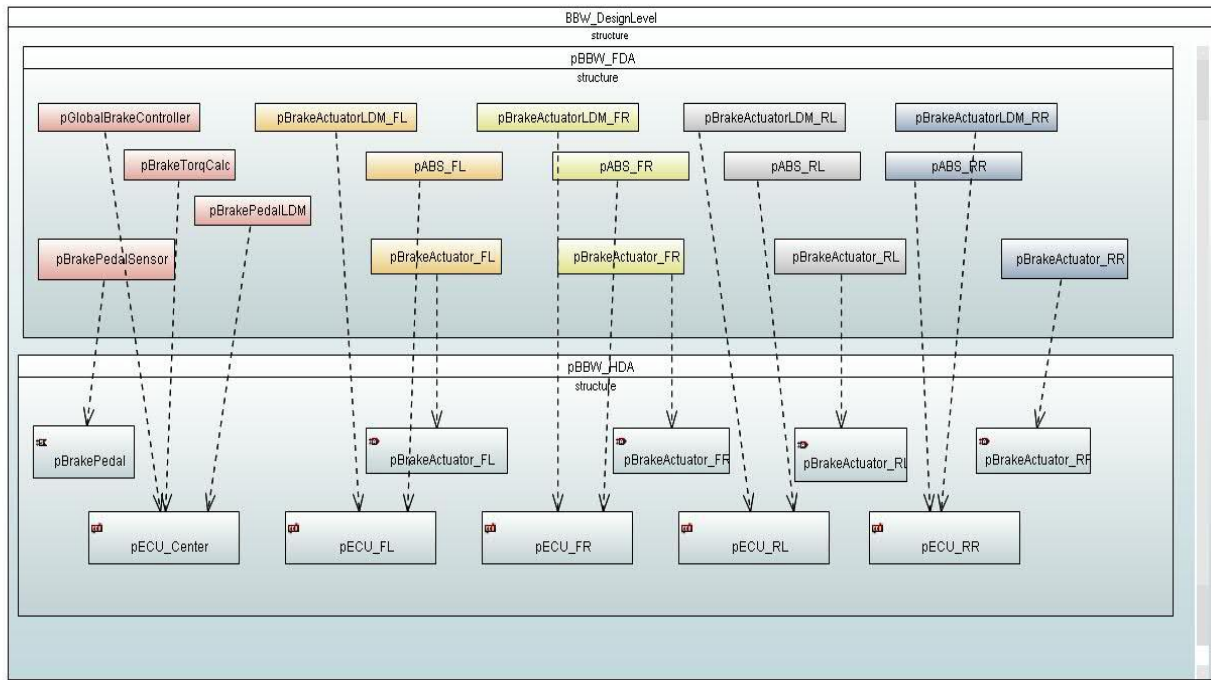 BBW_DesignLevel
structure
pBBW_FDA
structure
pGlobalBrakeController
pBrakeActuatorLDM_FL
pBrakeActuatorLDM_FR
pBrakeActuatorLDM_RL
pBrakeActuatorLDM_RR
pBrakeTorqCalc
pABS_FL
pABS_FR
pABS_RL
pABS_RR
pBrakePedalLDM
pBrakePedalSensor
pBrakeActuator_FL
pBrakeActuator_FR
pBrakeActuator_RL
pBrakeActuator_RR
pBBW_HDA
structure
pBrakePedal
pBrakeActuator_FL
pBrakeActuator_FR
pBrakeActuator_RL
pBrakeActuator_RR
pECU_Center
pECU_FL
pECU_FR
pECU_RL
pECU_RR